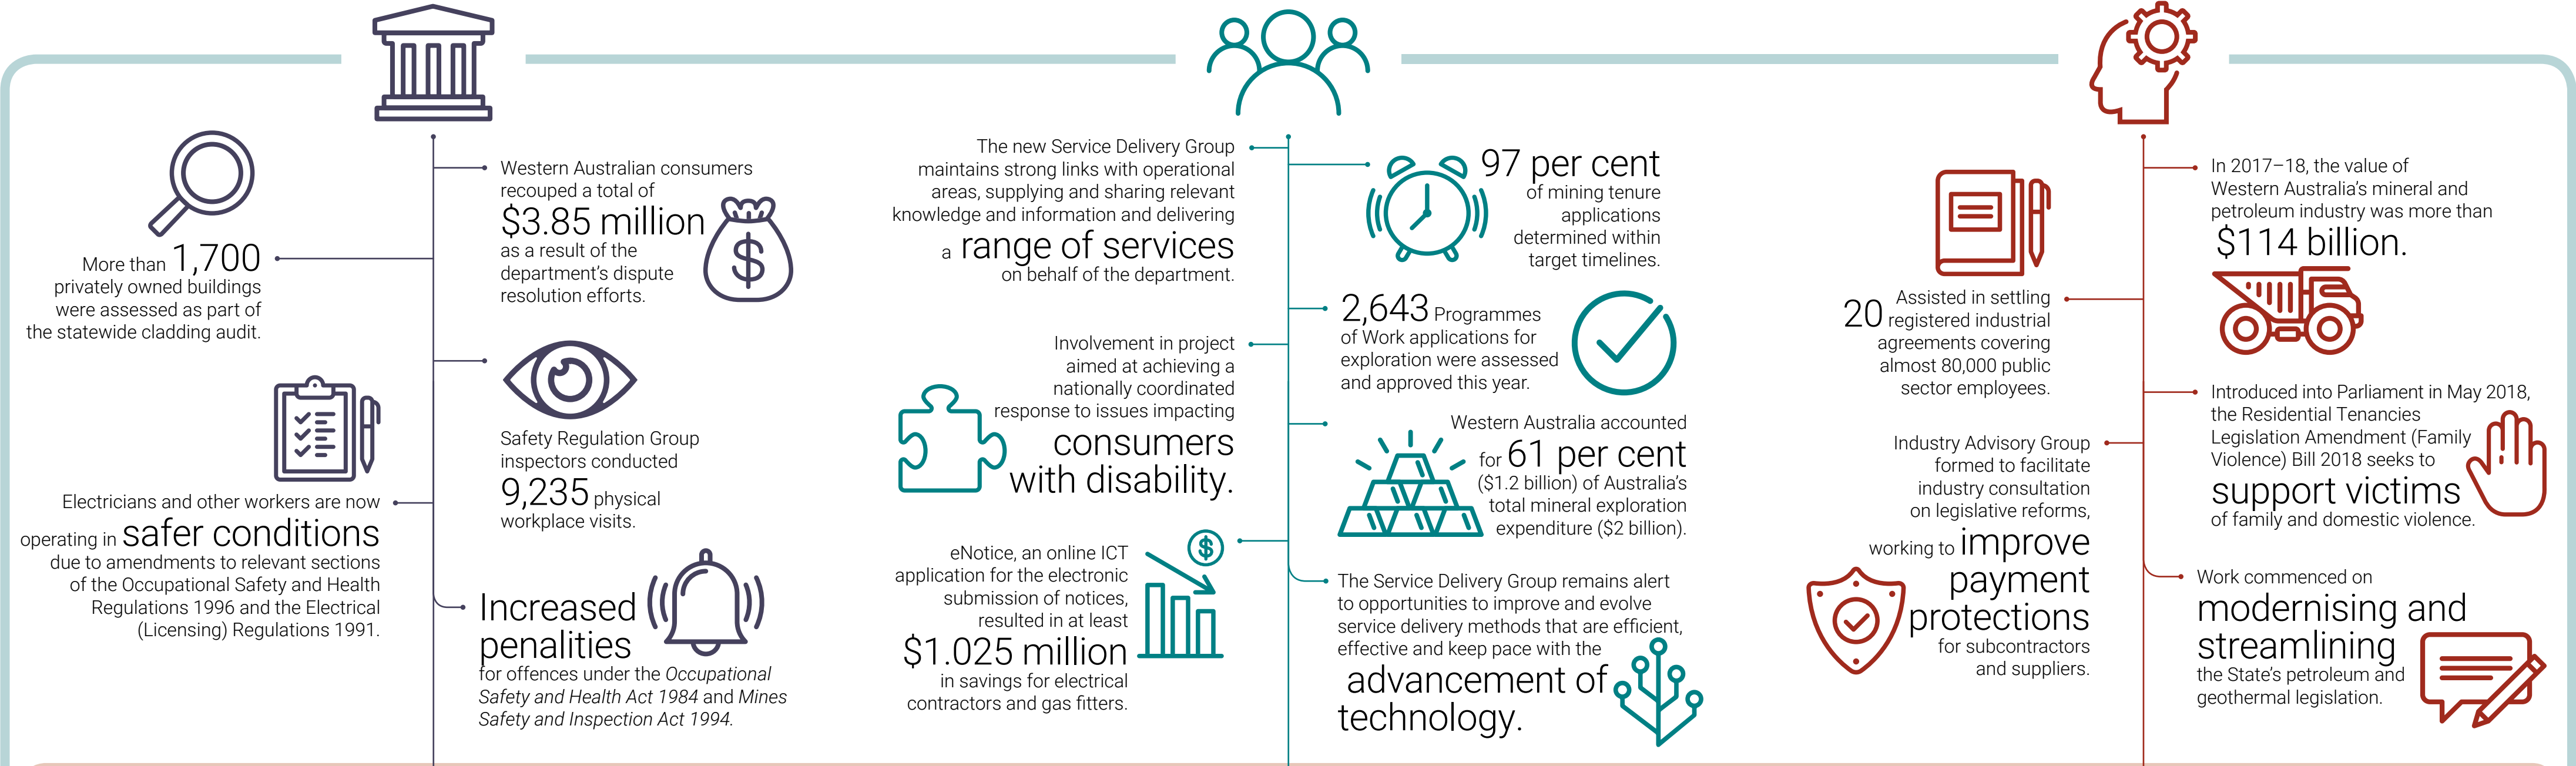 More than 1,700
privately owned buildings
were assessed as part of
the statewide cladding audit.
Western Australian consumers
recouped a total of
$3.85 million
as a result of the
department's dispute
resolution efforts.
Safety Regulation Group
inspectors conducted
9,235 physical
workplace visits.
Electricians and other workers are now
operating in safer conditions
due to amendments to relevant sections
of the Occupational Safety and Health
Regulations 1996 and the Electrical
(Licensing) Regulations 1991.
Increased
penalities
for offences under the Occupational
Safety and Health Act 1984 and Mines
Safety and Inspection Act 1994.
The new Service Delivery Group
maintains strong links with operational
areas, supplying and sharing relevant
knowledge and information and delivering
a range of services
on behalf of the department.
97 per cent
of mining tenure
applications
determined within
target timelines.
2,643 Programmes
of Work applications for
exploration were assessed
and approved this year.
Involvement in project
aimed at achieving a
nationally coordinated
response to issues impacting
consumers
with disability.
Western Australia accounted
for 61 per cent
($1.2 billion) of Australia's
total mineral exploration
expenditure ($2 billion).
eNotice, an online ICT
application for the electronic
submission of notices,
resulted in at least
$1.025 million
in savings for electrical
contractors and gas fitters.
The Service Delivery Group remains alert
to opportunities to improve and evolve
service delivery methods that are efficient,
effective and keep pace with the
advancement of
technology.
In 2017–18, the value of
Western Australia's mineral and
petroleum industry was more than
$114 billion.
Assisted in settling
20 registered industrial
agreements covering
almost 80,000 public
sector employees.
Introduced into Parliament in May 2018,
the Residential Tenancies
Legislation Amendment (Family
Violence) Bill 2018 seeks to
support victims
of family and domestic violence.
Industry Advisory Group
formed to facilitate
industry consultation
on legislative reforms,
working to improve
payment
protections
for subcontractors
and suppliers.
Work commenced on
modernising and
streamlining
the State's petroleum and
geothermal legislation.